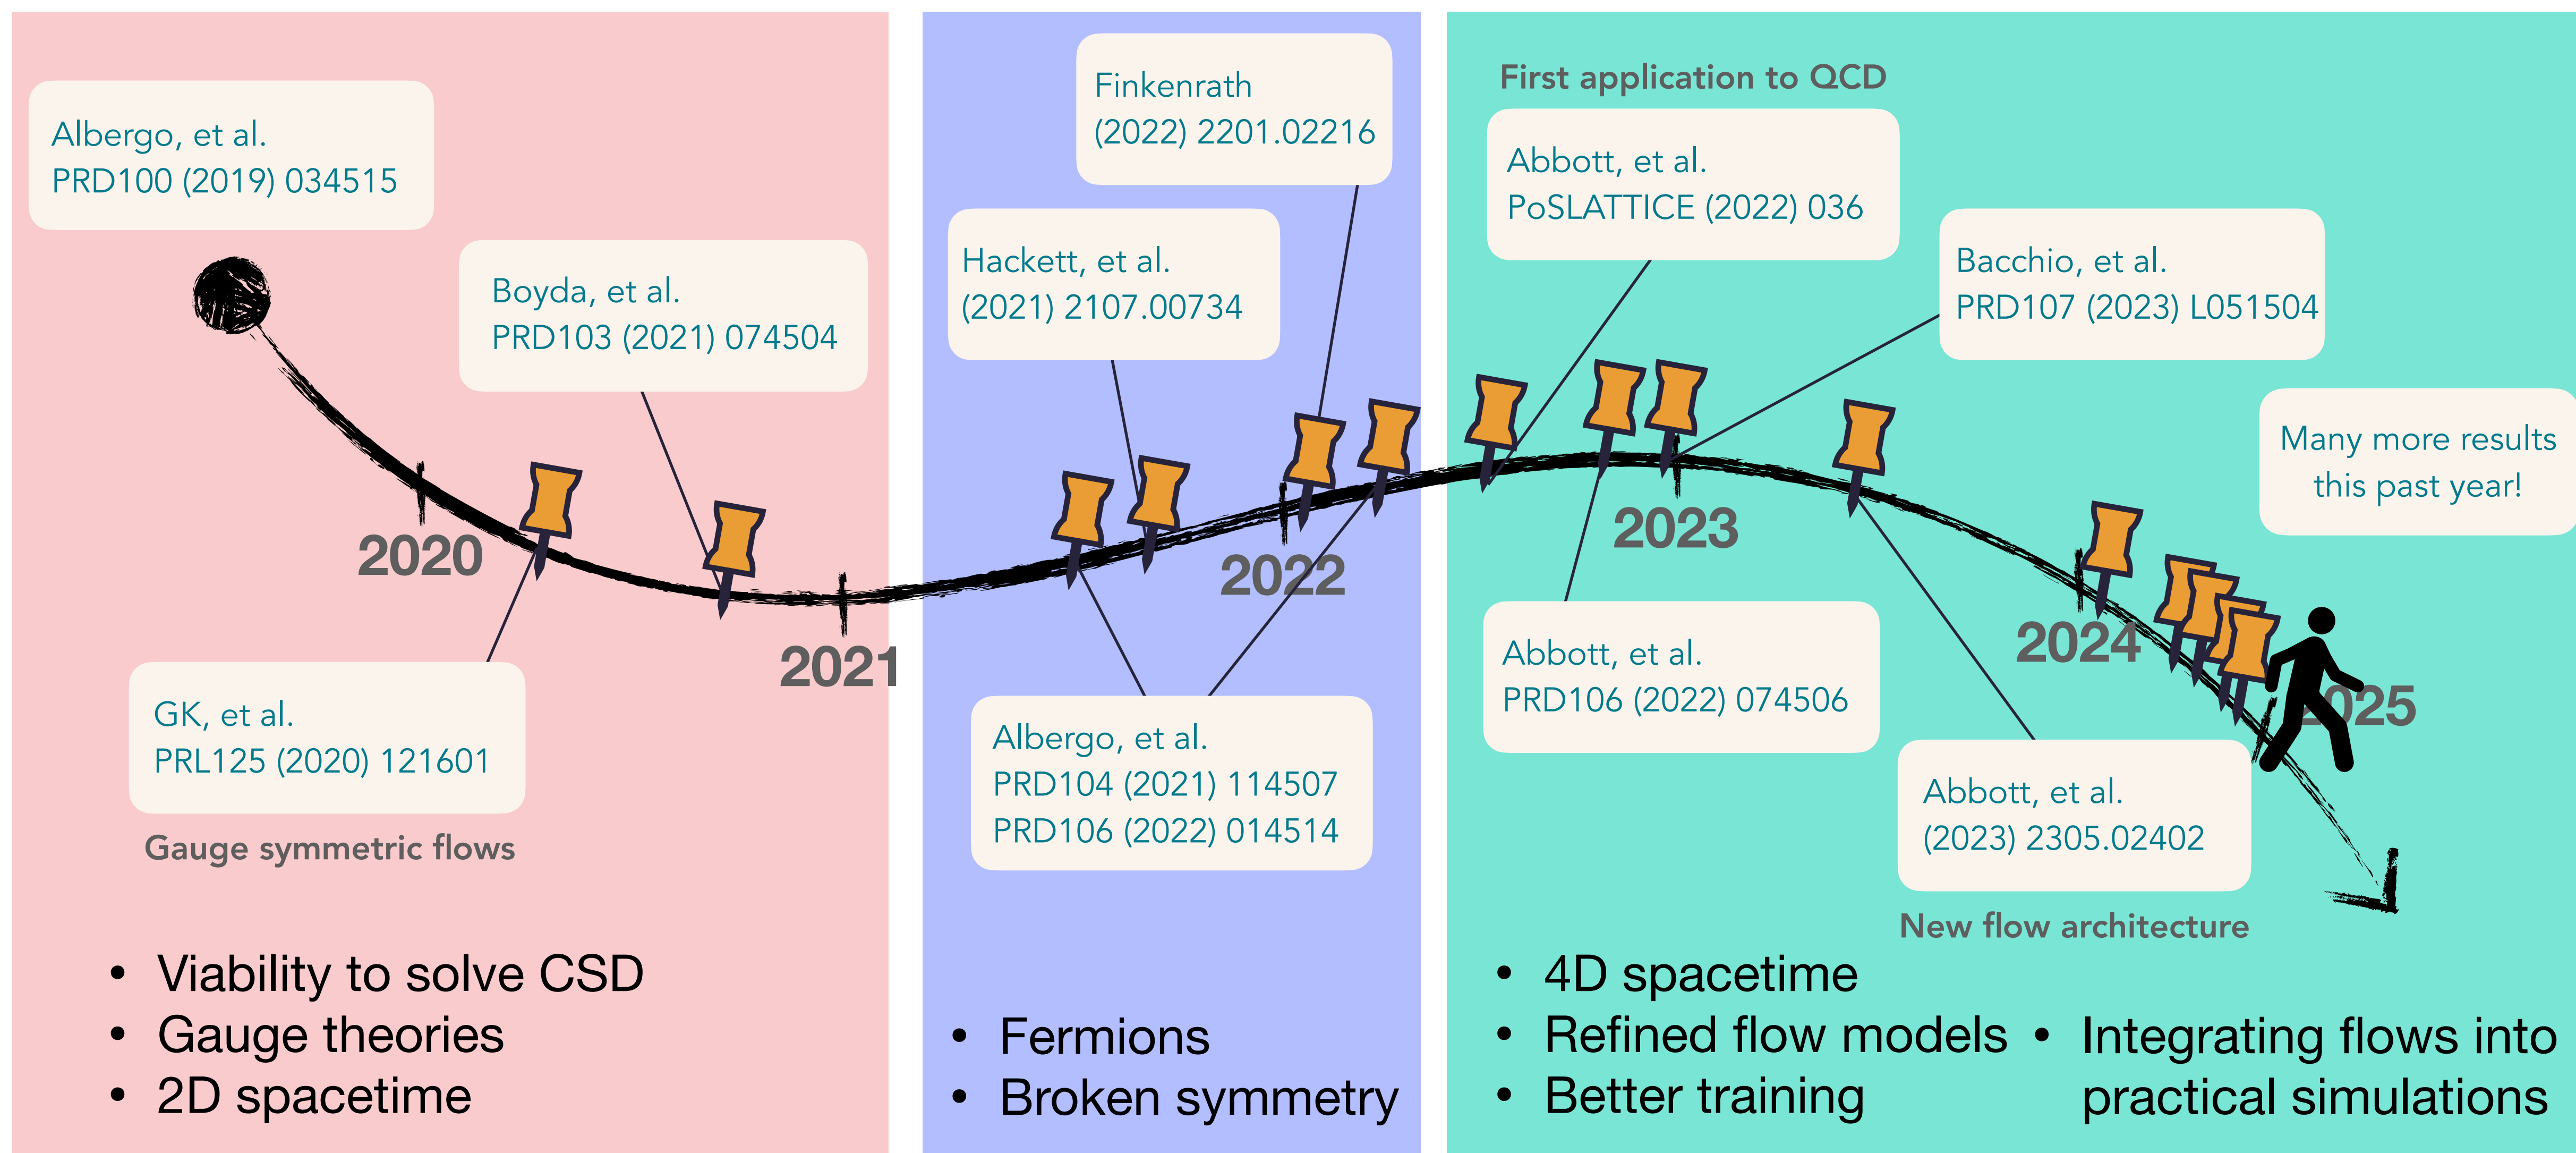 Albergo, et al.
PRD100 (2019) 034515
Boyda, et al.
PRD103 (2021) 074504
2020
2021
GK, et al.
PRL125 (2020) 121601
Gauge symmetric flows
• Viability to solve CSD
• Gauge theories
• 2D spacetime
Finkenrath
(2022) 2201.02216
Hackett, et al.
(2021) 2107.00734
2022
Albergo, et al.
PRD104 (2021) 114507
PRD106 (2022) 014514
• Fermions
• Broken symmetry
First application to QCD
Abbott, et al.
PoSLATTICE (2022) 036
Bacchio, et al.
PRD107 (2023) L051504
Many more results
this past year!
2023
2024
2025
Abbott, et al.
PRD106 (2022) 074506
Abbott, et al.
(2023) 2305.02402
New flow architecture
• 4D spacetime
• Refined flow models
• Better training
• Integrating flows into
practical simulations